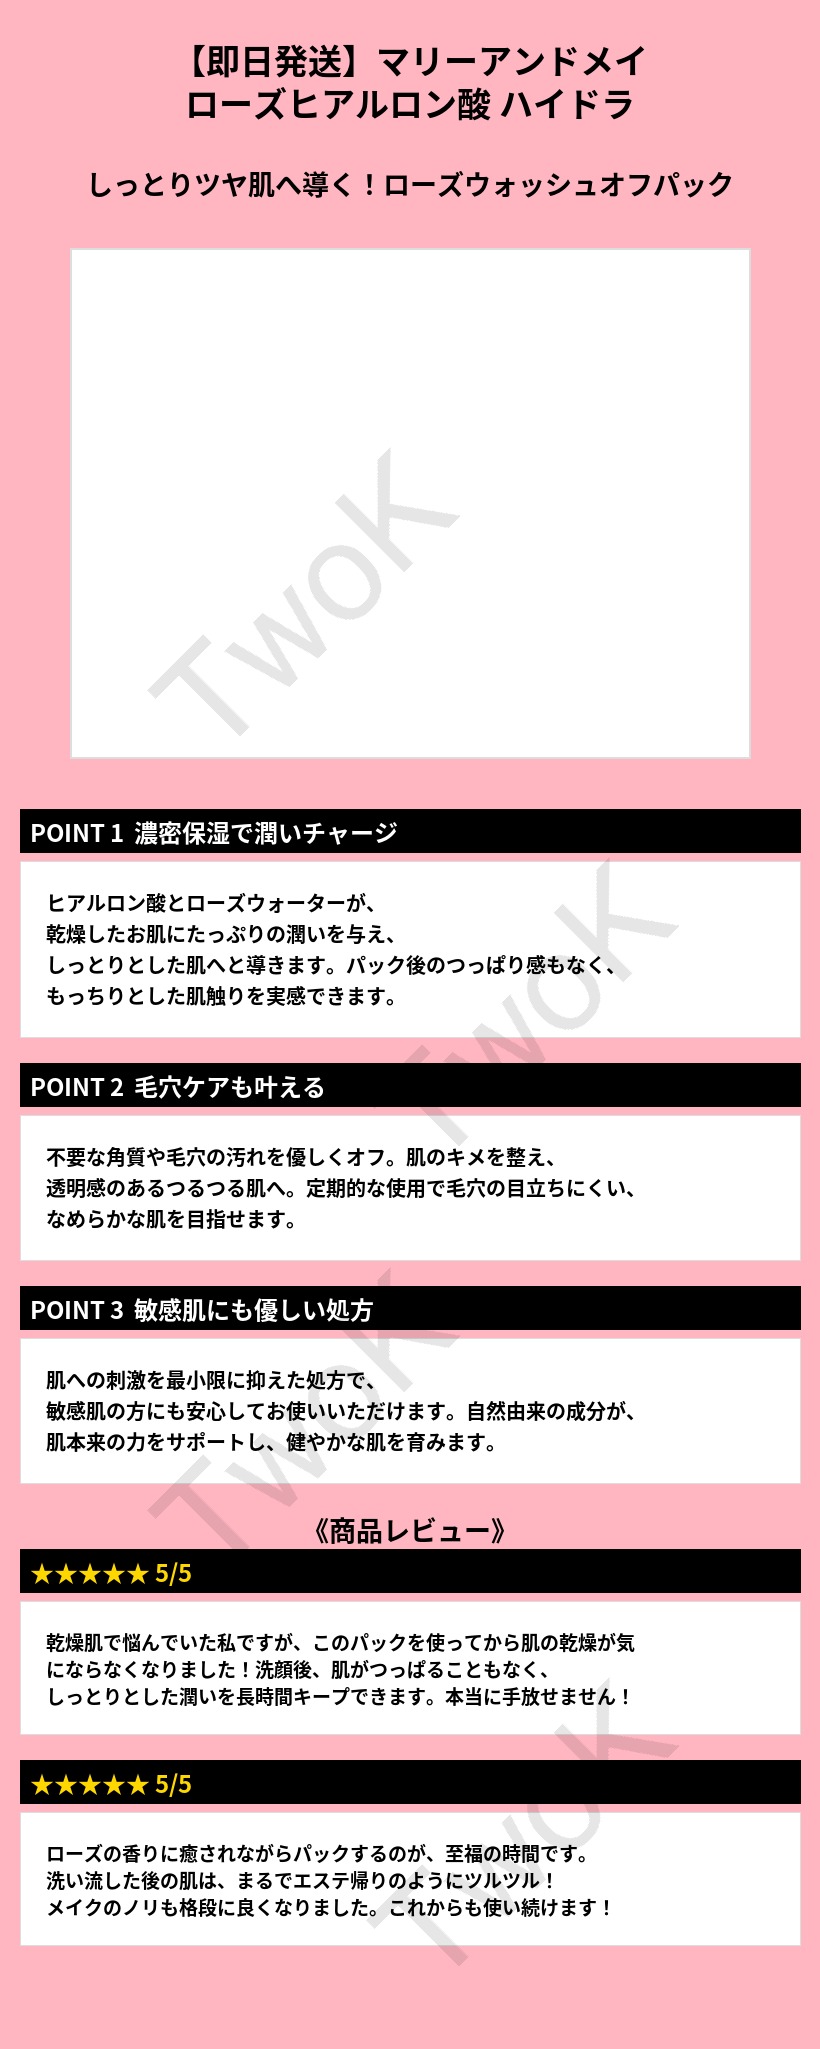 【即日発送】マリーアンドメイ
ローズヒアルロン酸 ハイドラ
しっとりツヤ肌へ導く！ローズウォッシュオフパック
TwoK
POINT 1 濃密保湿で潤いチャージ
ヒアルロン酸とローズウォーターが、
乾燥したお肌にたっぷりの潤いを与え、
しっとりとした肌へと導きます。パック後のつっぱり感もなく、
もっちりとした肌触りを実感できます。
TwoK
POINT 2 毛穴ケアも叶える
不要な角質や毛穴の汚れを優しくオフ。肌のキメを整え、
透明感のあるつるつる肌へ。定期的な使用で毛穴の目立ちにくい、
なめらかな肌を目指せます。
POINT 3 敏感肌にも優しい処方
肌への刺激を最小限に抑えた処方で、
敏感肌の方にも安心してお使いいただけます。自然由来の成分が、
肌本来の力をサポートし、健やかな肌を育みます。
TwoK
《商品レビュー》
★★★★★ 5/5
乾燥肌で悩んでいた私ですが、このパックを使ってから肌の乾燥が気
にならなくなりました！洗顔後、肌がつっぱることもなく、
しっとりとした潤いを長時間キープできます。本当に手放せません！
★★★★★ 5/5
ローズの香りに癒されながらパックするのが、至福の時間です。
洗い流した後の肌は、まるでエステ帰りのようにツルツル！
メイクのノリも格段に良くなりました。これからも使い続けます！
TwoK